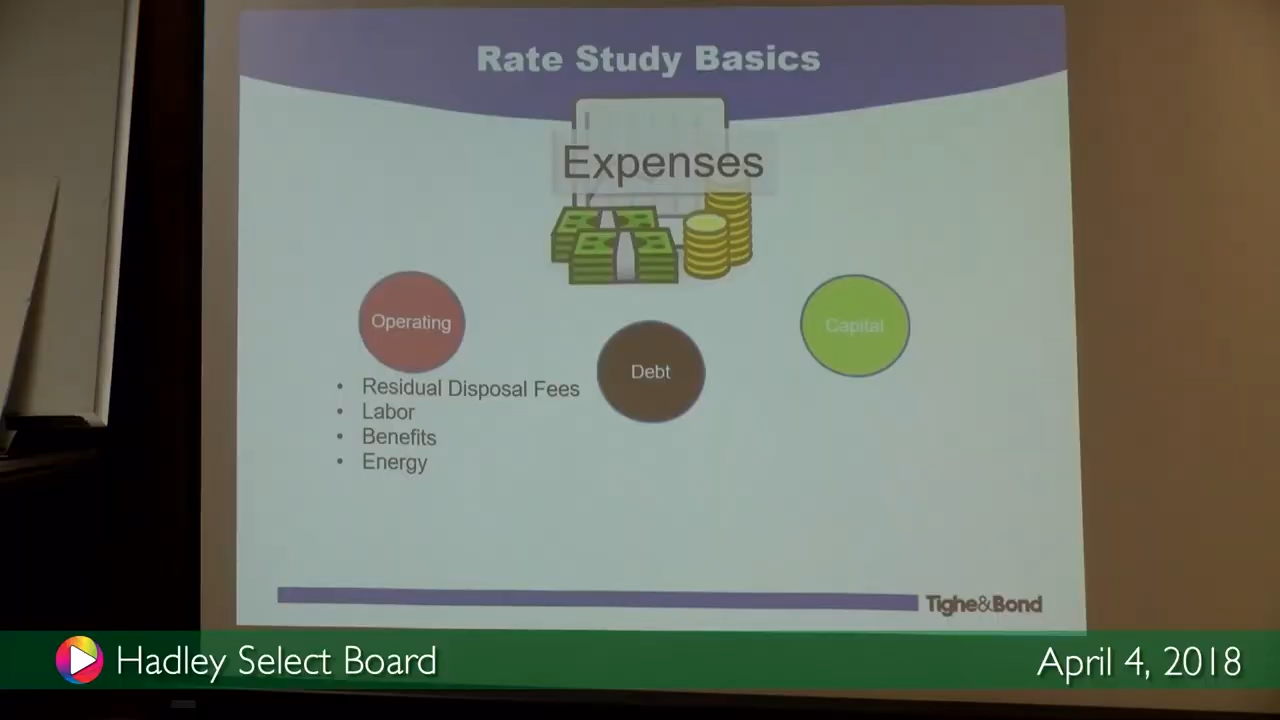 Rate Study Basics
Expenses
Operating
Debt
Capital
• Residual Disposal Fees
• Labor
• Benefits
• Energy
Tighe&Bond
Hadley Select Board
April 4, 2018